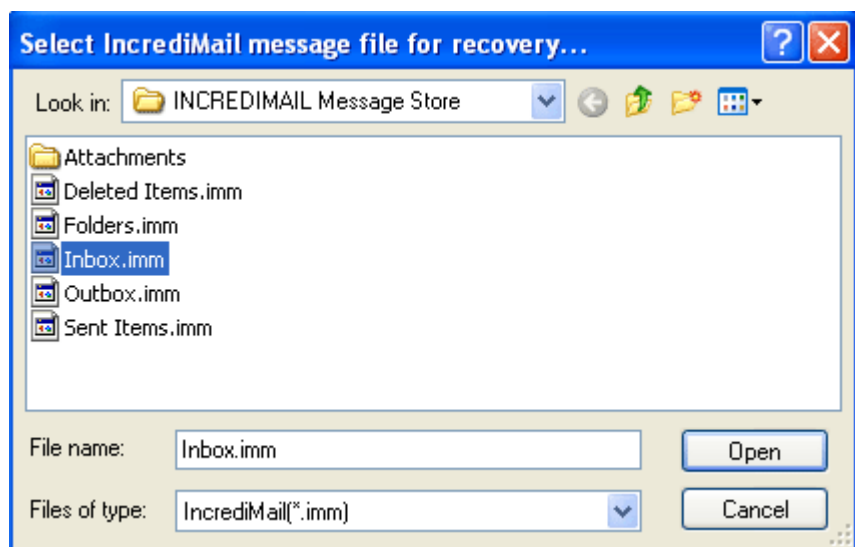 Select IncrediMail message file for recovery...
Look in: INCREDIMAIL Message Store
Attachments
Deleted Items.imm
Folders.imm
Inbox.imm
Outbox.imm
Sent Items.imm
File name: Inbox.imm Open
Files of type: IncrediMail(*.imm) Cancel